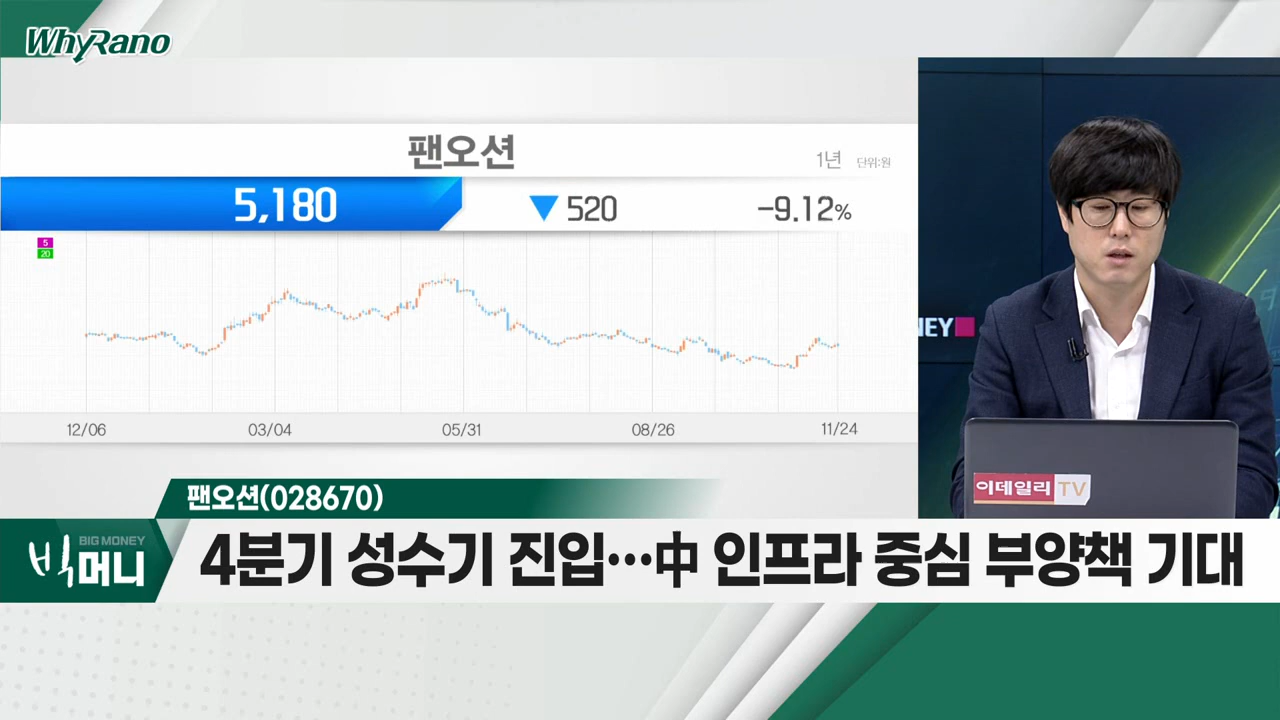 WhyRano
팬오션
1년 단위:원
5,180 ▼ 520 -9.12%
5
20
12/06 03/04 05/31 08/26 11/24
NEY
이데일리 TV
팬오션(028670)
BIG MONEY
빅머니
4분기 성수기 진입…中 인프라 중심 부양책 기대